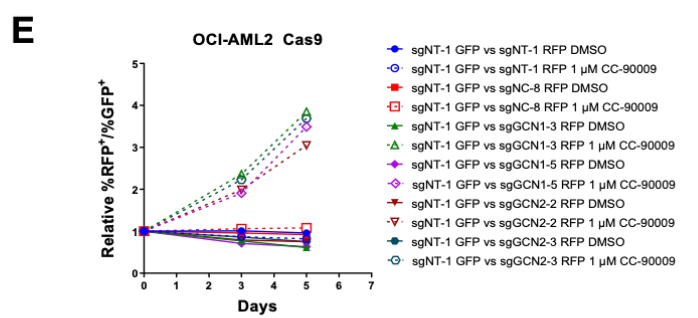 E
OCI-AML2 Cas9
Relative %RFP⁺/%GFP⁺
5
4
3
2
1
0
0 1 2 3 4 5 6 7
Days
sgNT-1 GFP vs sgNT-1 RFP DMSO
sgNT-1 GFP vs sgNT-1 RFP 1 μM CC-90009
sgNT-1 GFP vs sgNC-8 RFP DMSO
sgNT-1 GFP vs sgNC-8 RFP 1 μM CC-90009
sgNT-1 GFP vs sgGCN1-3 RFP DMSO
sgNT-1 GFP vs sgGCN1-3 RFP 1 μM CC-90009
sgNT-1 GFP vs sgGCN1-5 RFP DMSO
sgNT-1 GFP vs sgGCN1-5 RFP 1 μM CC-90009
sgNT-1 GFP vs sgGCN2-2 RFP DMSO
sgNT-1 GFP vs sgGCN2-2 RFP 1 μM CC-90009
sgNT-1 GFP vs sgGCN2-3 RFP DMSO
sgNT-1 GFP vs sgGCN2-3 RFP 1 μM CC-90009